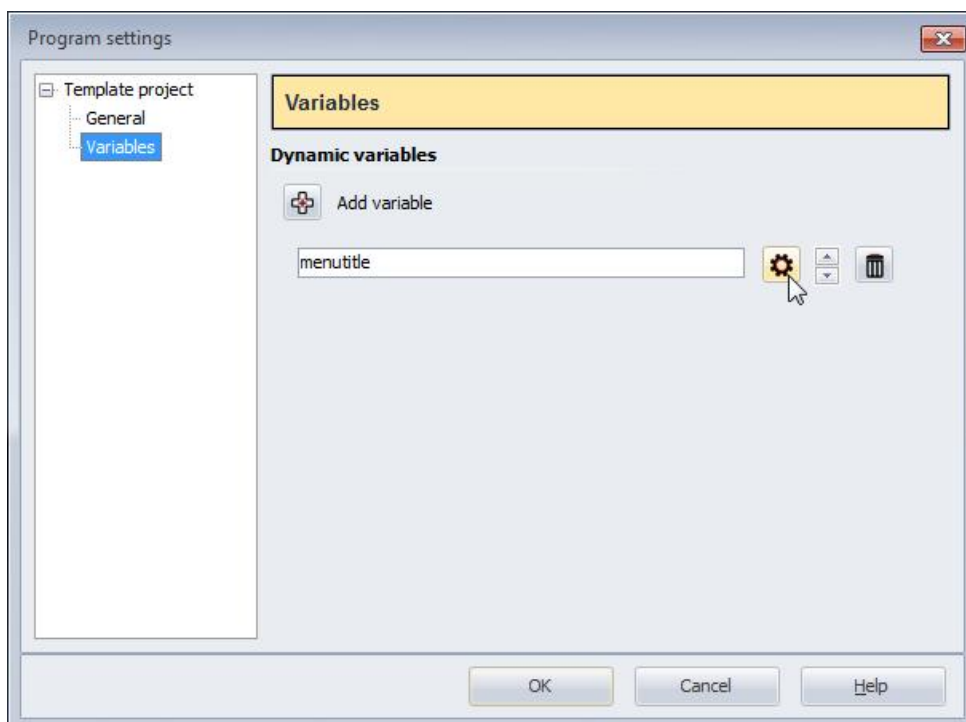 Program settings
Template project
General
Variables
Variables
Dynamic variables
Add variable
menutitle
OK
Cancel
Help